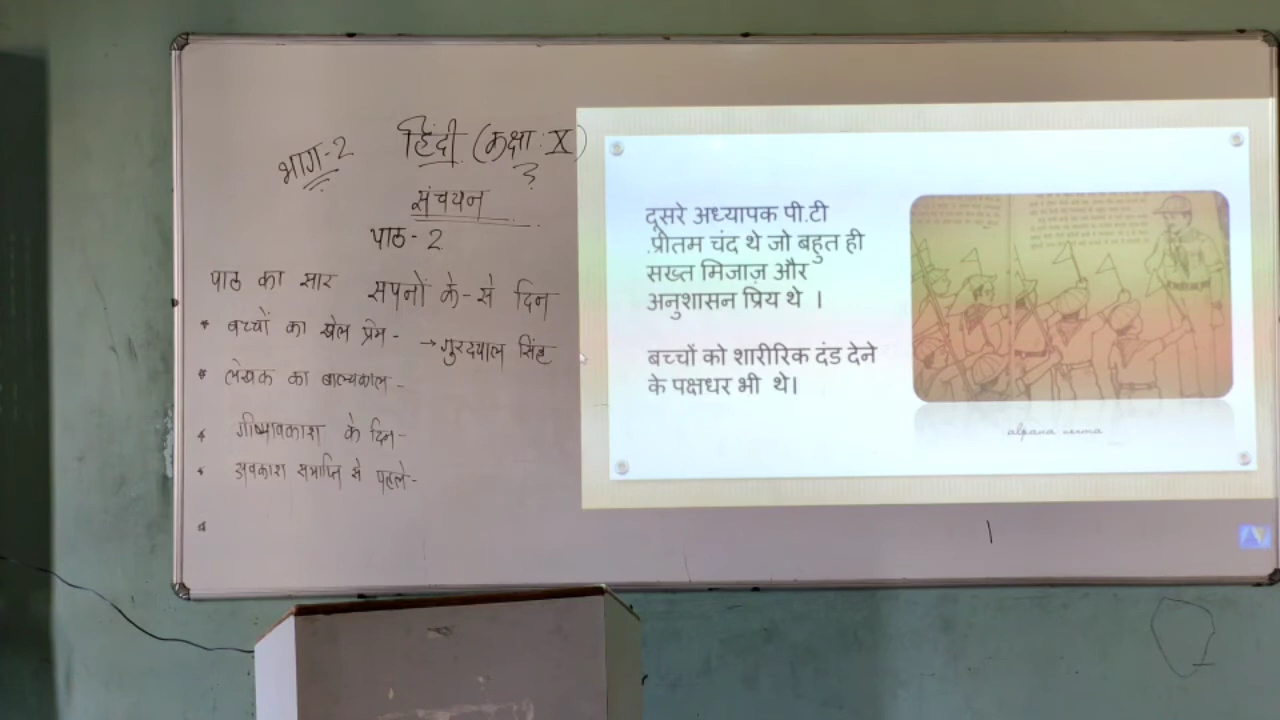 भाग-2 हिंदी (कक्षा: X)
संचयन
पाठ-2
पाठ का सार सपनों के-से दिन
* बच्चों का खेल प्रेम- →गुरदयाल सिंह
* लेखक का बाल्यकाल-
* ग्रीष्मावकाश के दिन-
* अवकाश समाप्ति से पहले-
दूसरे अध्यापक पी.टी
.प्रीतम चंद थे जो बहुत ही
सख्त मिजाज़ और
अनुशासन प्रिय थे ।
बच्चों को शारीरिक दंड देने
के पक्षधर भी थे।
alpana verma